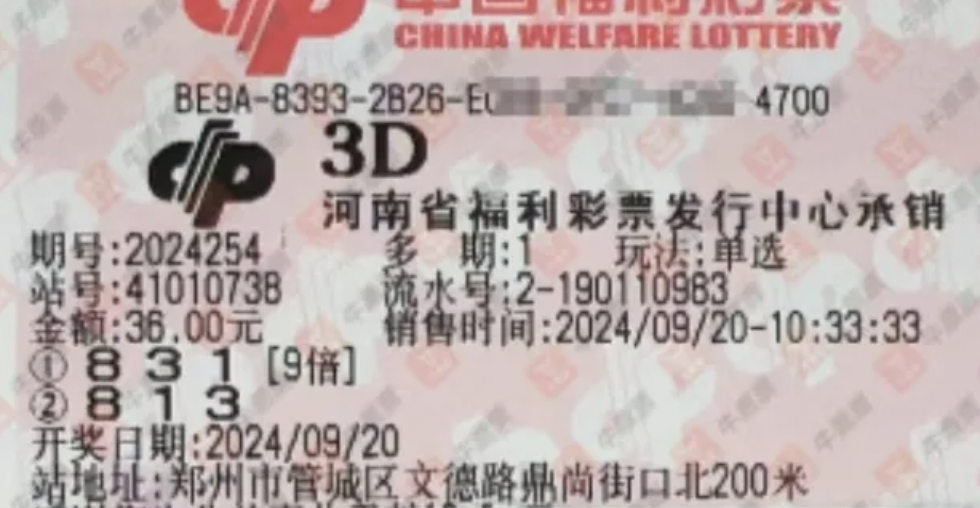 中国福利彩票
CHINA WELFARE LOTTERY
BE9A-8393-2B26-E 4700
3D
河南省福利彩票发行中心承销
期号:2024254 多 期:1 玩法:单选
站号:41010738 流水号:2-190110983
金额:36.00元 销售时间:2024/09/20-10:33:33
① 8 3 1 [9倍]
② 8 1 3
开奖日期:2024/09/20
站地址:郑州市管城区文德路鼎尚街口北200米